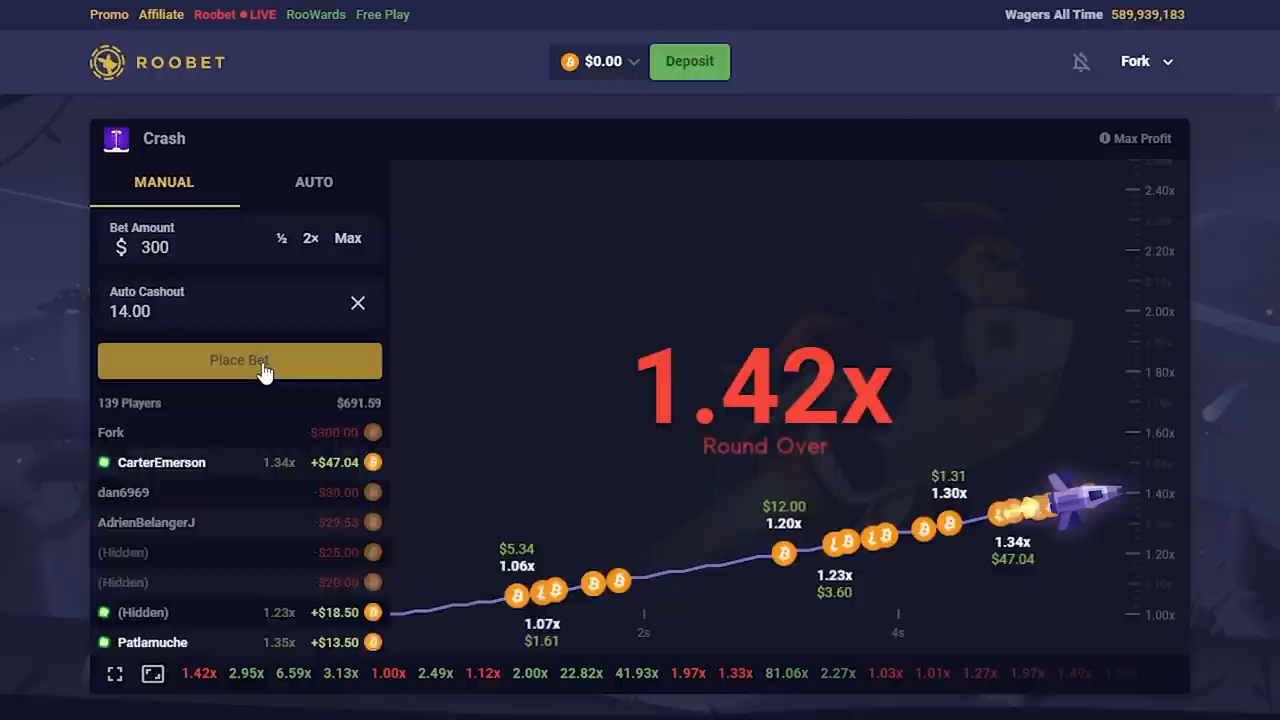 Promo Affiliate Roobet LIVE RooWards Free Play Wagers All Time 589,939,183
ROOBET $0.00 Deposit Fork
Crash Max Profit
MANUAL AUTO
Bet Amount
$ 300 ½ 2× Max
Auto Cashout
14.00
Place Bet
139 Players $691.59
Fork -$300.00
CarterEmerson 1.34x +$47.04
dan6969 -$30.00
AdrienBelangerJ -$29.53
(Hidden) -$25.00
(Hidden) -$20.00
(Hidden) 1.23x +$18.50
Patlamuche 1.35x +$13.50
1.42x
Round Over
$5.34
1.06x
1.07x
$1.61
$12.00
1.20x
1.23x
$3.60
$1.31
1.30x
1.34x
$47.04
2s 4s
2.40x
2.20x
2.00x
1.80x
1.60x
1.40x
1.20x
1.00x
1.42x 2.95x 6.59x 3.13x 1.00x 2.49x 1.12x 2.00x 22.82x 41.93x 1.97x 1.33x 81.06x 2.27x 1.03x 1.01x 1.27x 1.97x 1.49x